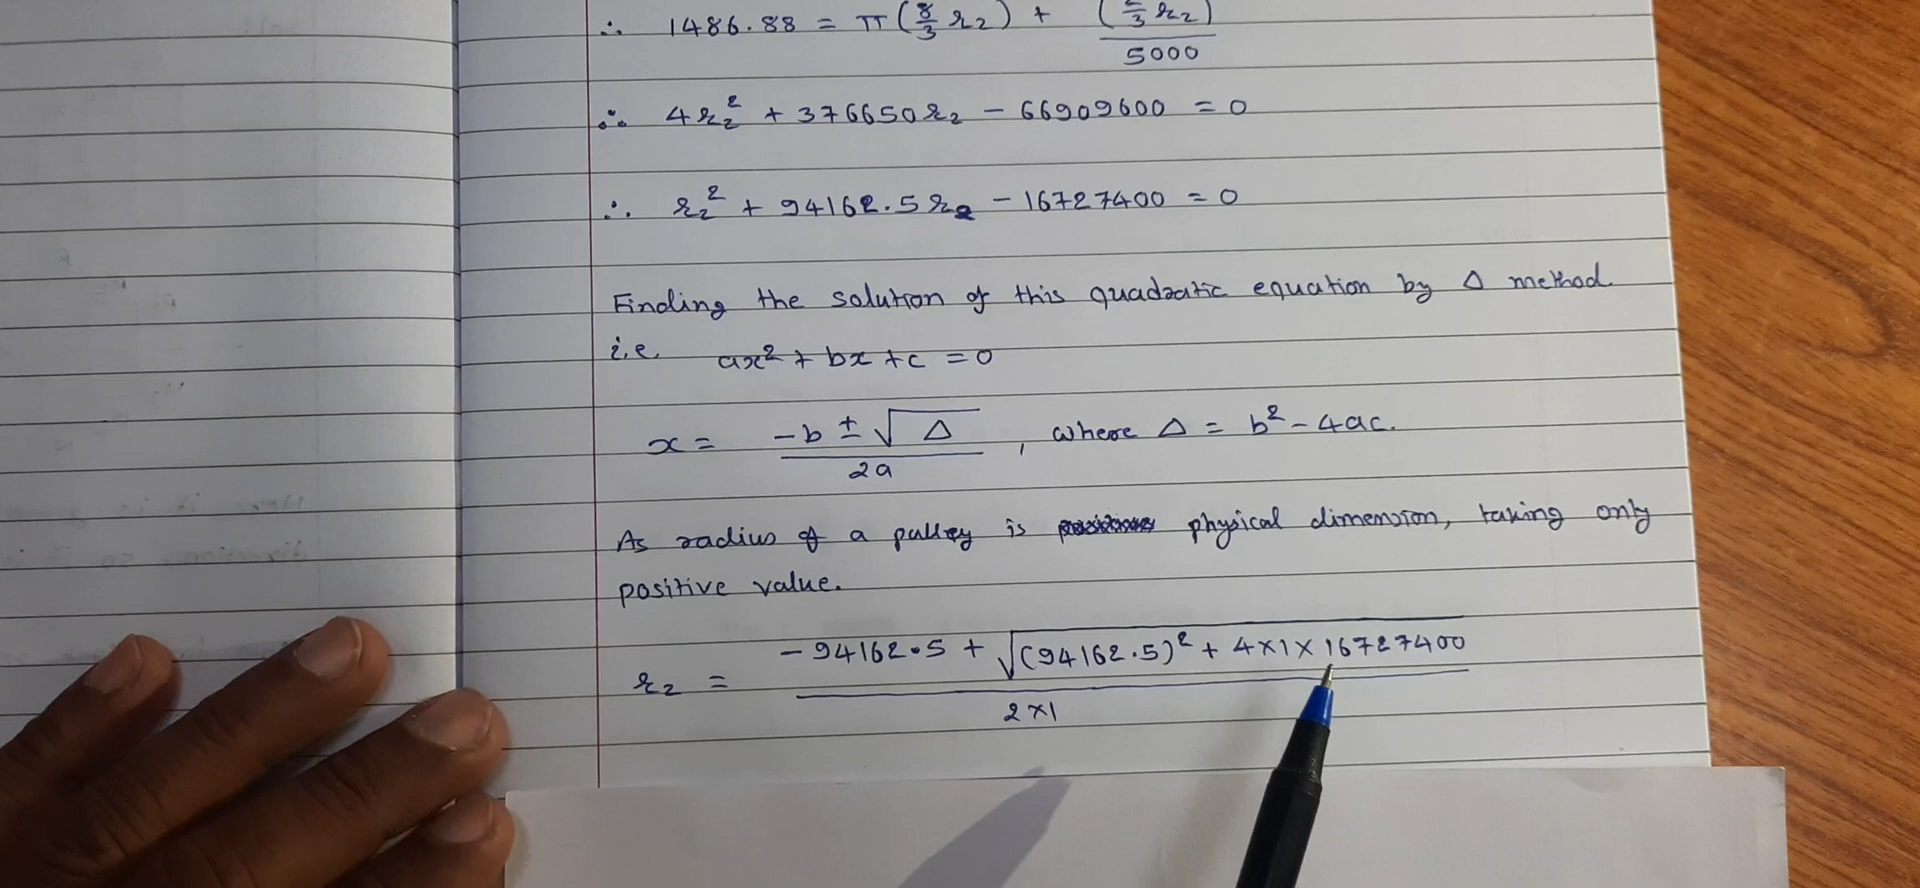 ∴ 1486.88 = π(8/3 r₂) + (2/3 r₂) / 5000
∴ 4r₂² + 376650r₂ - 66909600 = 0
∴ r₂² + 94162.5r₂ - 16727400 = 0
Finding the solution of this quadratic equation by Δ method.
i.e. ax² + bx + c = 0
x = (-b ± √Δ) / 2a , where Δ = b² - 4ac.
As radius of a pulley is physical dimension, taking only
positive value.
r₂ = (-94162.5 + √((94162.5)² + 4×1×16727400)) / 2×1